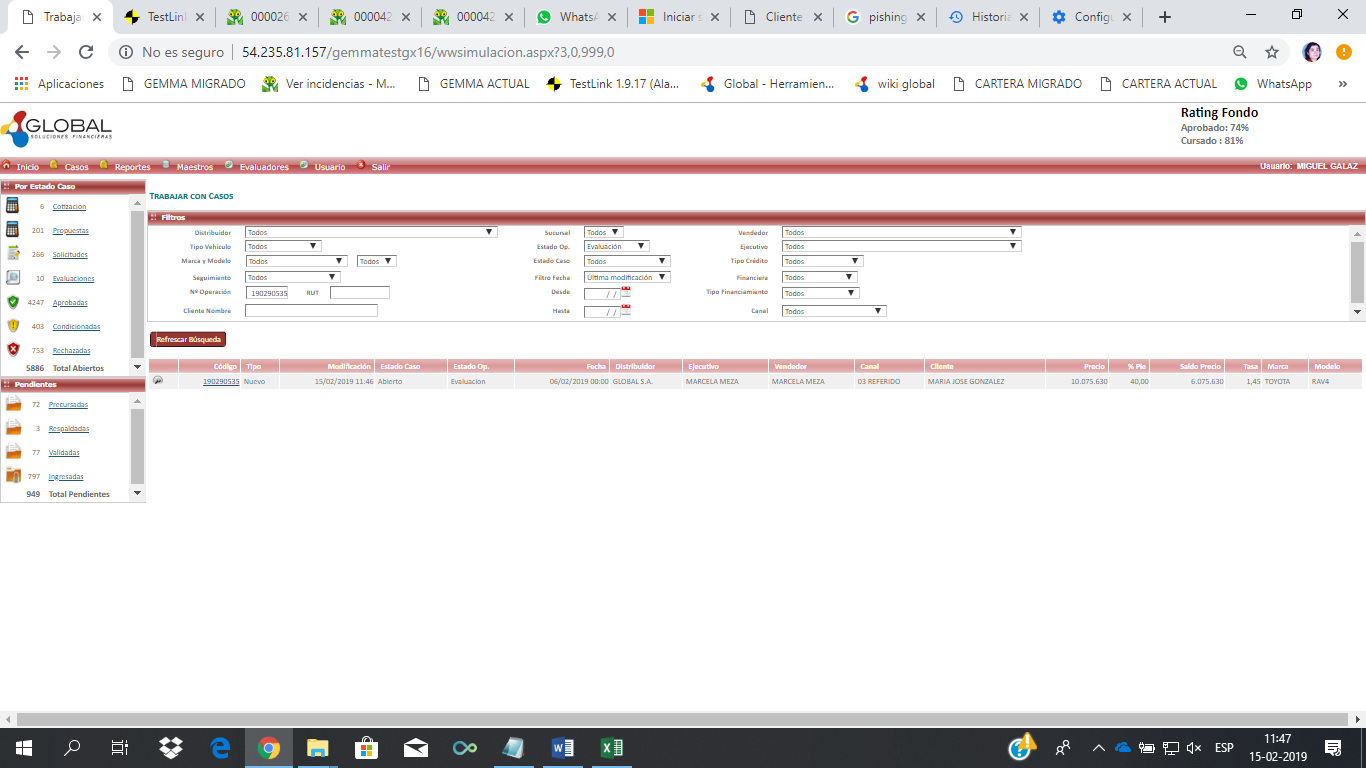 Trabaja
TestLink
000026
000042
000042
WhatsA
Iniciar s
Cliente
pishing
Historia
Configu
No es seguro | 54.235.81.157/gemmatestgx16/wwsimulacion.aspx?3,0,999,0
Aplicaciones
GEMMA MIGRADO
Ver incidencias - M...
GEMMA ACTUAL
TestLink 1.9.17 (Ala...
Global - Herramien...
wiki global
CARTERA MIGRADO
CARTERA ACTUAL
WhatsApp
»
GLOBAL
SOLUCIONES FINANCIERAS
Rating Fondo
Aprobado: 74%
Cursado : 81%
Inicio Casos Reportes Maestros Evaluadores Usuario Salir
Usuario: MIGUEL GALAZ
Por Estado Caso
6 Cotizacion
201 Propuestas
266 Solicitudes
10 Evaluaciones
4247 Aprobadas
403 Condicionadas
753 Rechazadas
5886 Total Abiertos
Pendientes
72 Precursadas
3 Respaldadas
77 Validadas
797 Ingresadas
949 Total Pendientes
TRABAJAR CON CASOS
Filtros
Distribuidor Todos Sucursal Todos Vendedor Todos
Tipo Vehículo Todos Estado Op. Evaluación Ejecutivo Todos
Marca y Modelo Todos Todos Estado Caso Todos Tipo Crédito Todos
Seguimiento Todos Filtro Fecha Última modificación Financiera Todos
Nº Operación 190290535 RUT Desde / / Tipo Financiamiento Todos
Cliente Nombre Hasta / / Canal Todos
Refrescar Búsqueda
Código Tipo Modificación Estado Caso Estado Op. Fecha Distribuidor Ejecutivo Vendedor Canal Cliente Precio % Pie Saldo Precio Tasa Marca Modelo
190290535 Nuevo 15/02/2019 11:46 Abierto Evaluacion 06/02/2019 00:00 GLOBAL S.A. MARCELA MEZA MARCELA MEZA 03 REFERIDO MARIA JOSE GONZALEZ 10.075.630 40,00 6.075.630 1,45 TOYOTA RAV4
ESP
11:47
15-02-2019